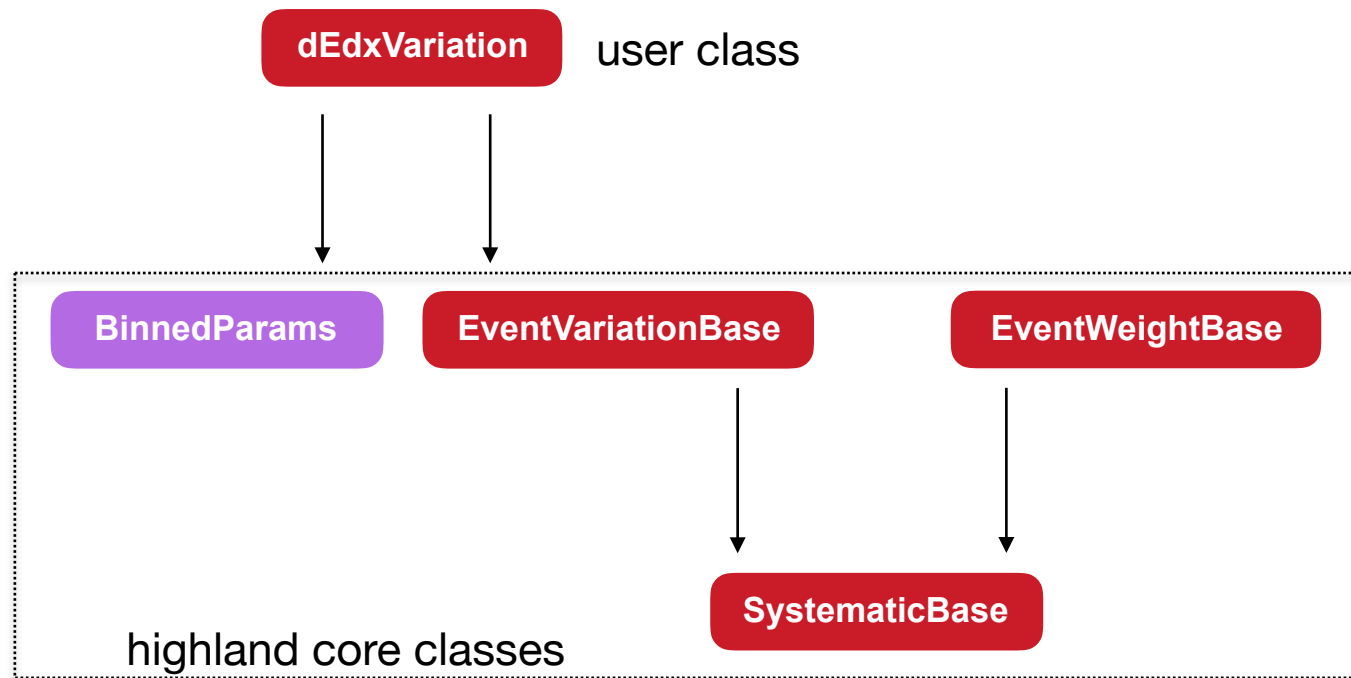 dEdxVariation
user class
BinnedParams
EventVariationBase
EventWeightBase
SystematicBase
highland core classes